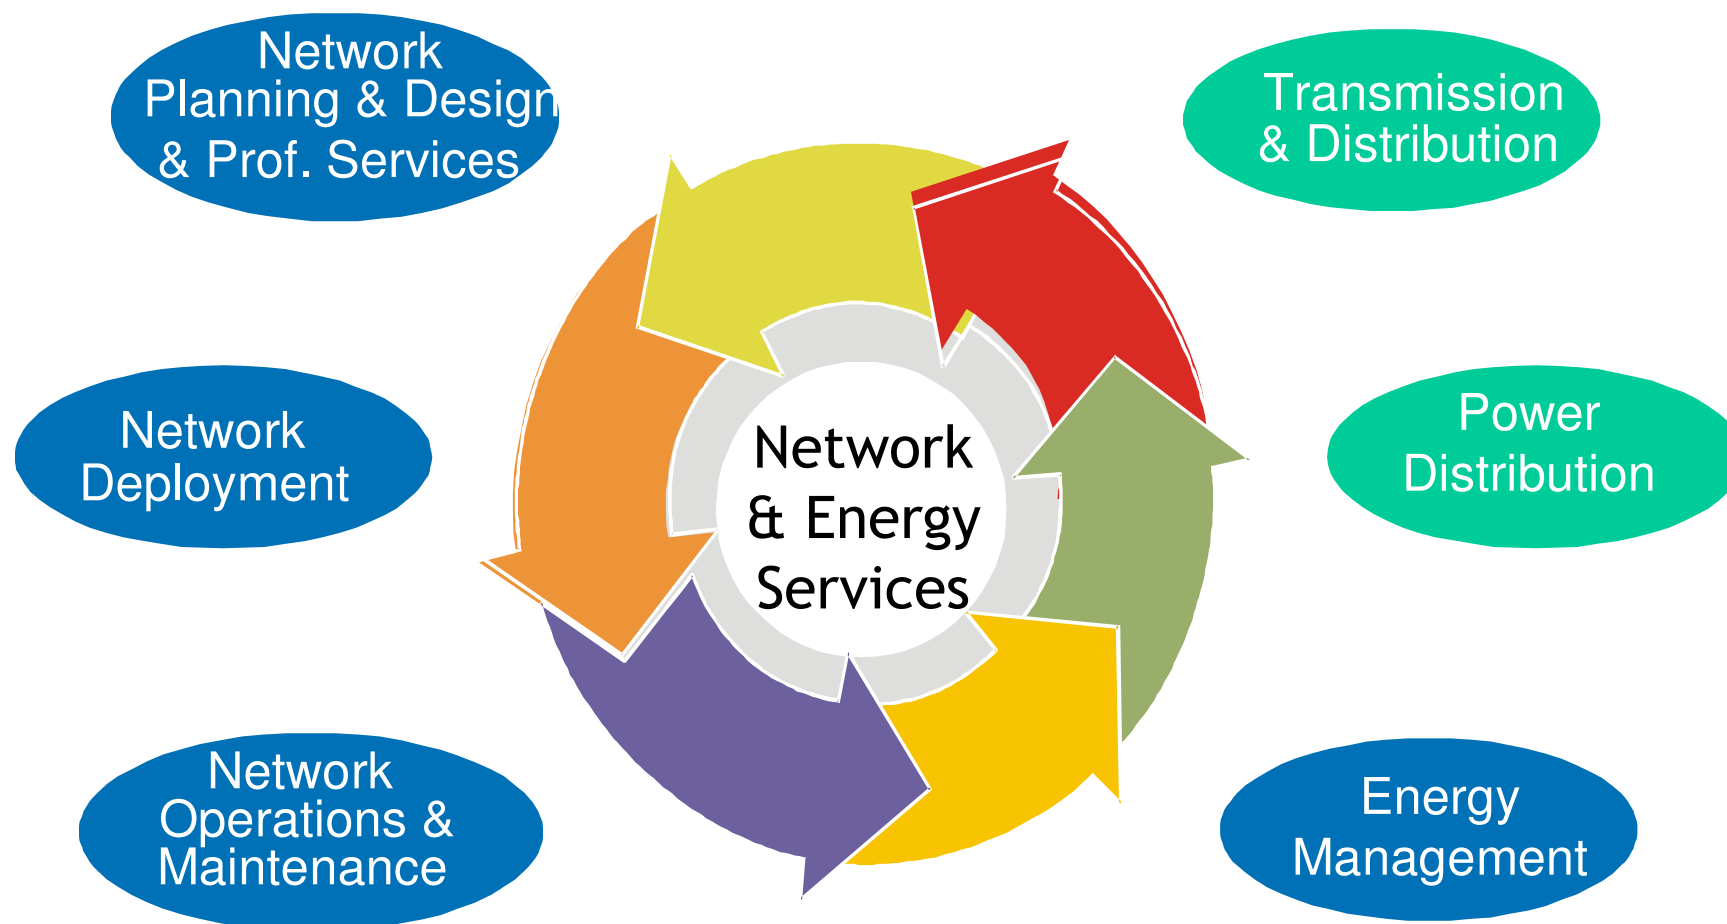 Network
Planning & Design
& Prof. Services
Transmission
& Distribution
Network
Deployment
Network
& Energy
Services
Power
Distribution
Network
Operations &
Maintenance
Energy
Management